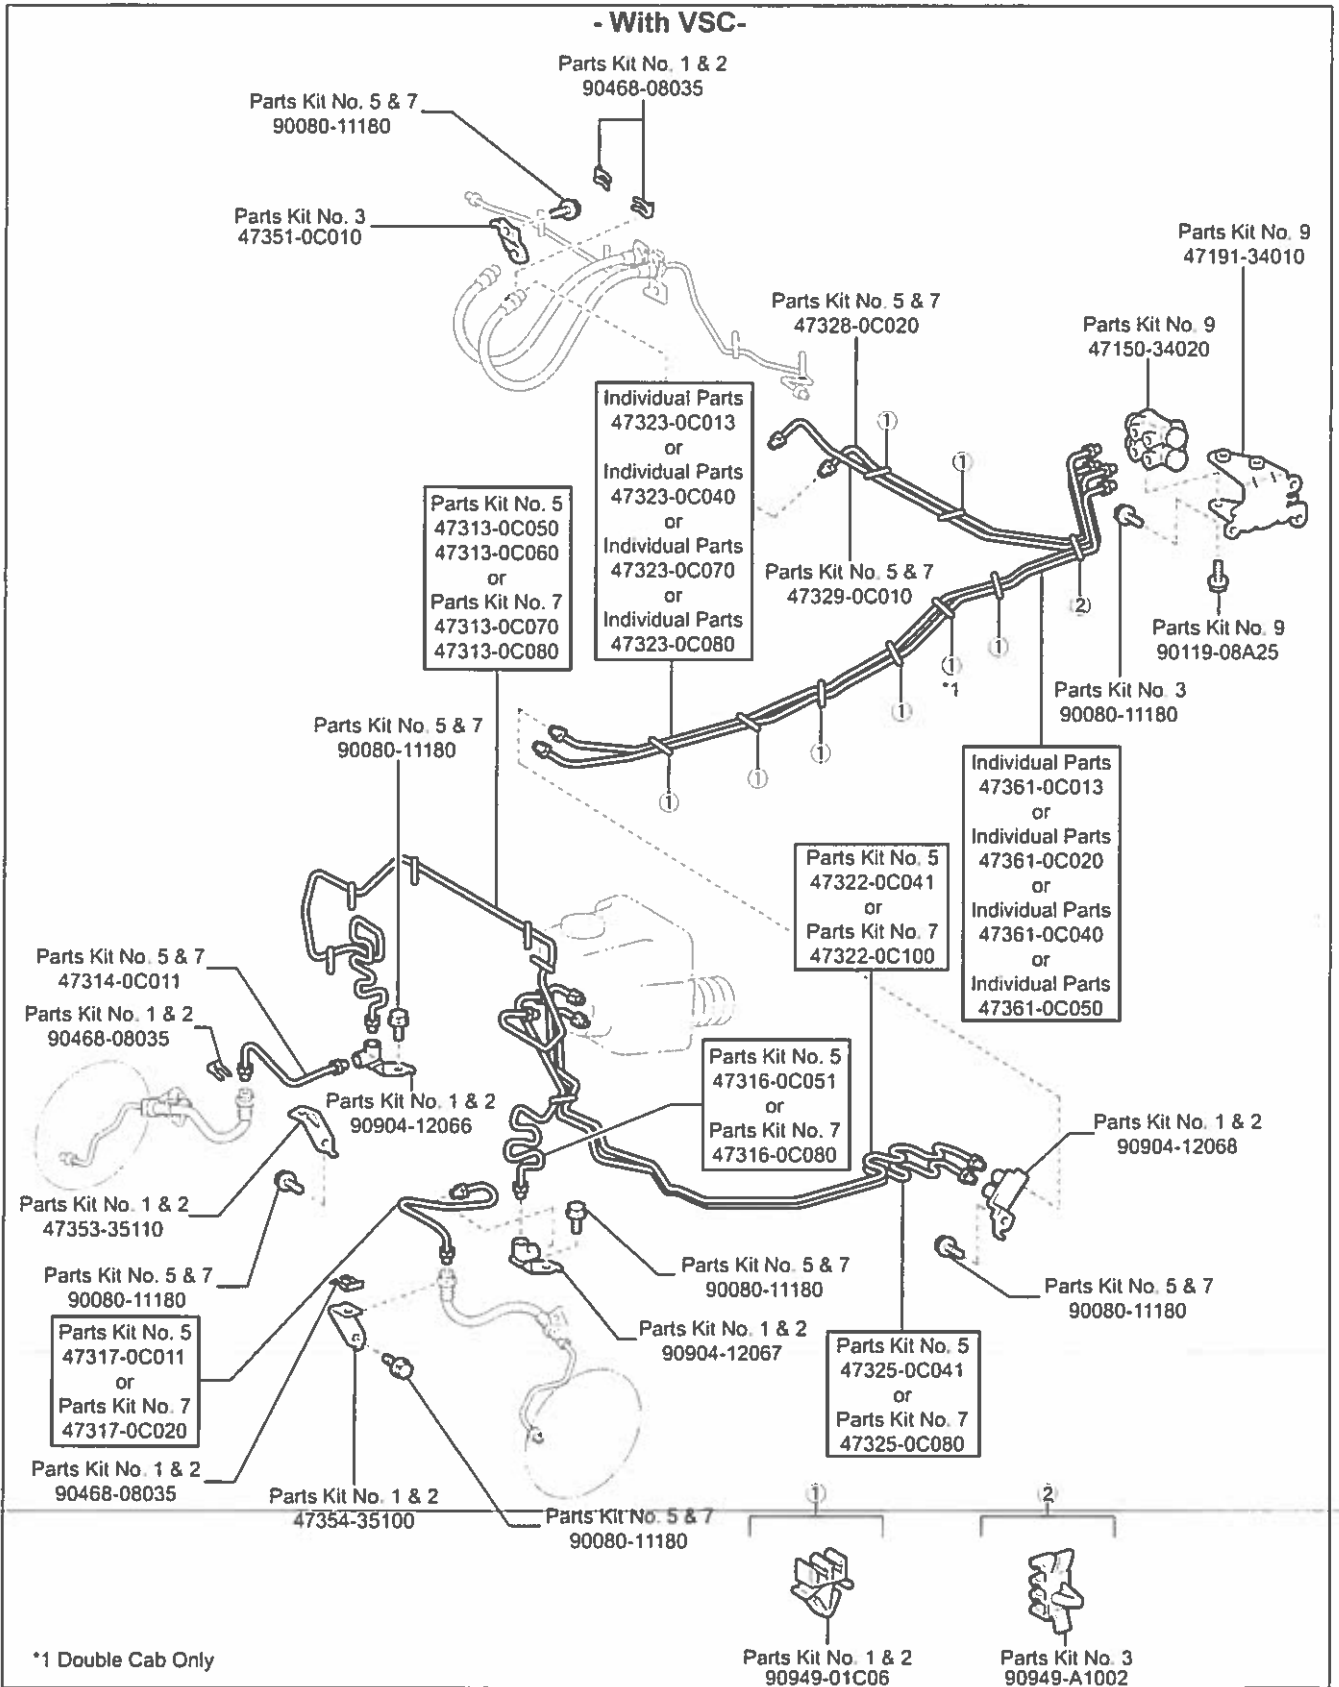 - With VSC-
Parts Kit No. 1 & 2
90468-08035
Parts Kit No. 5 & 7
90080-11180
Parts Kit No. 3
47351-0C010
Parts Kit No. 9
47191-34010
Parts Kit No. 5 & 7
47328-0C020
Parts Kit No. 9
47150-34020
Individual Parts
47323-0C013
or
Individual Parts
47323-0C040
or
Individual Parts
47323-0C070
or
Individual Parts
47323-0C080
Parts Kit No. 5
47313-0C050
47313-0C060
or
Parts Kit No. 7
47313-0C070
47313-0C080
1
1
Parts Kit No. 5 & 7
47329-0C010
2
1
1
*1
1
1
1
1
Parts Kit No. 9
90119-08A25
Parts Kit No. 3
90080-11180
Parts Kit No. 5 & 7
90080-11180
Individual Parts
47361-0C013
or
Individual Parts
47361-0C020
or
Individual Parts
47361-0C040
or
Individual Parts
47361-0C050
Parts Kit No. 5
47322-0C041
or
Parts Kit No. 7
47322-0C100
Parts Kit No. 5 & 7
47314-0C011
Parts Kit No. 1 & 2
90468-08035
Parts Kit No. 1 & 2
90904-12066
Parts Kit No. 5
47316-0C051
or
Parts Kit No. 7
47316-0C080
Parts Kit No. 1 & 2
90904-12068
Parts Kit No. 1 & 2
47353-35110
Parts Kit No. 5 & 7
90080-11180
Parts Kit No. 5 & 7
90080-11180
Parts Kit No. 5 & 7
90080-11180
Parts Kit No. 5
47317-0C011
or
Parts Kit No. 7
47317-0C020
Parts Kit No. 1 & 2
90904-12067
Parts Kit No. 5
47325-0C041
or
Parts Kit No. 7
47325-0C080
Parts Kit No. 1 & 2
90468-08035
Parts Kit No. 1 & 2
47354-35100
Parts Kit No. 5 & 7
90080-11180
1
2
Parts Kit No. 1 & 2
90949-01C06
Parts Kit No. 3
90949-A1002
*1 Double Cab Only